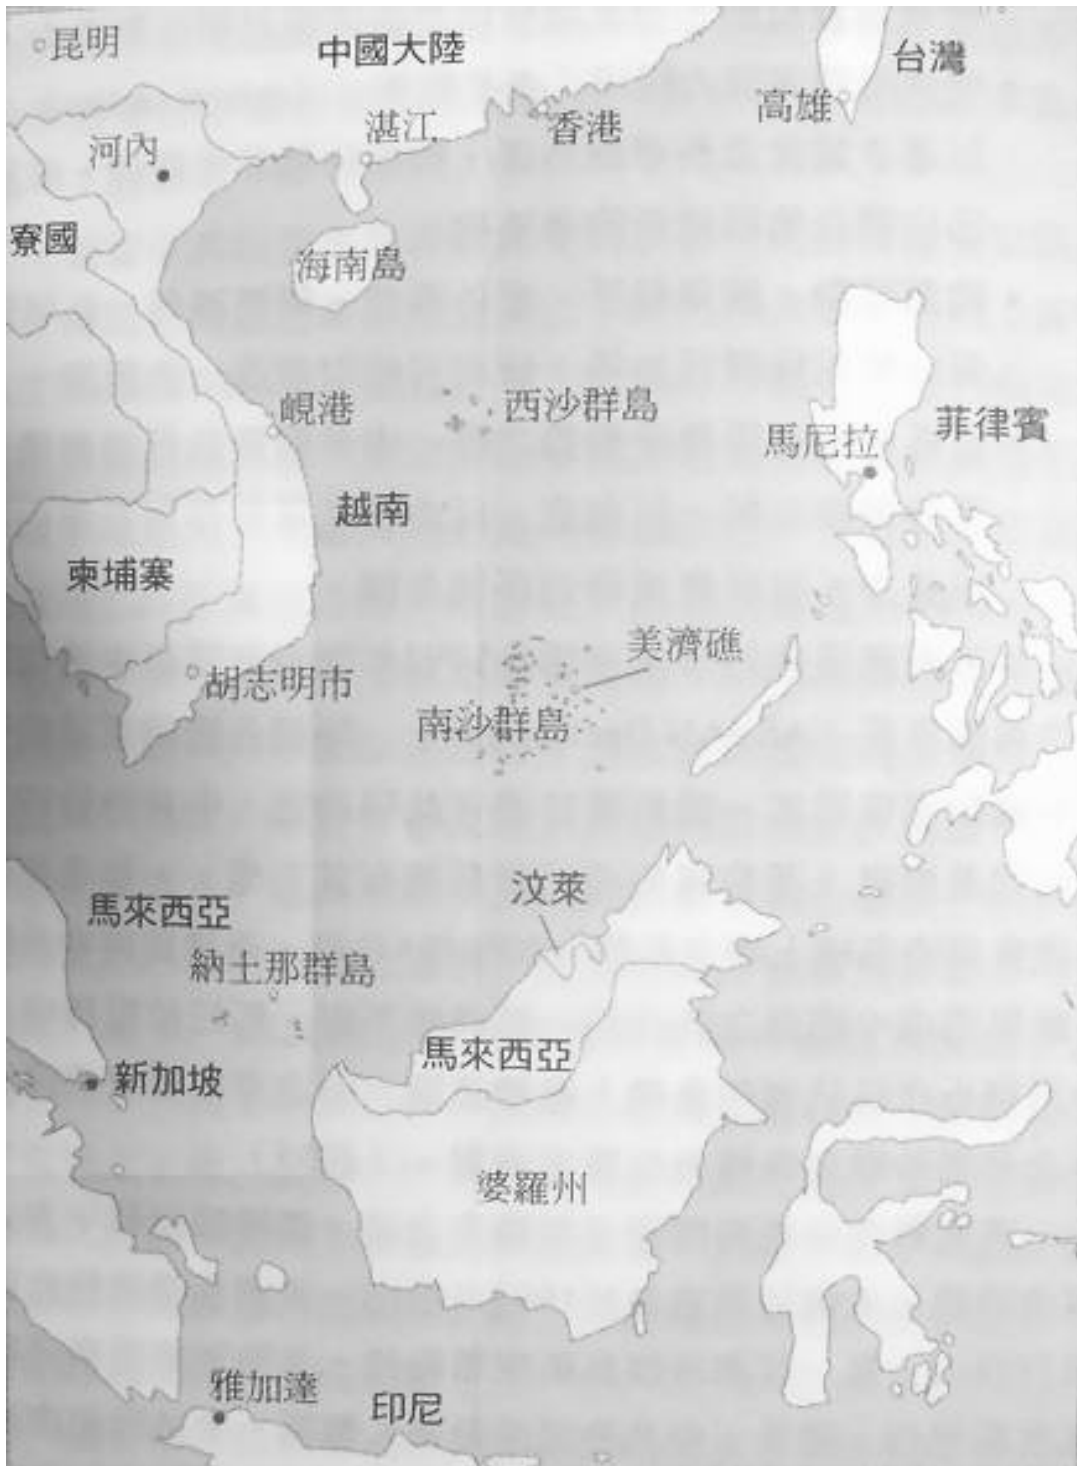 昆明
中國大陸
台灣
高雄
湛江
香港
河內
寮國
海南島
峴港
西沙群島
菲律賓
馬尼拉
越南
柬埔寨
美濟礁
胡志明市
南沙群島
汶萊
馬來西亞
納土那群島
馬來西亞
新加坡
婆羅州
雅加達
印尼